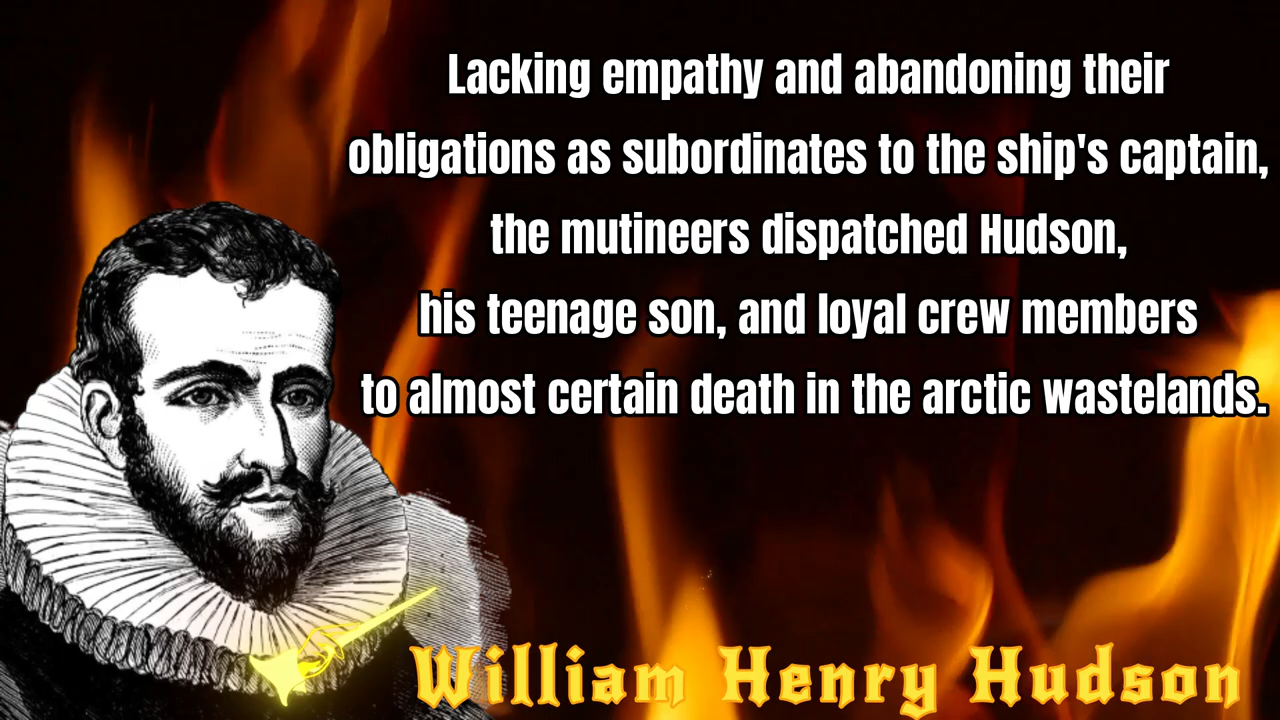 Lacking empathy and abandoning their
obligations as subordinates to the ship's captain,
the mutineers dispatched Hudson,
his teenage son, and loyal crew members
to almost certain death in the arctic wastelands.
William Henry Hudson